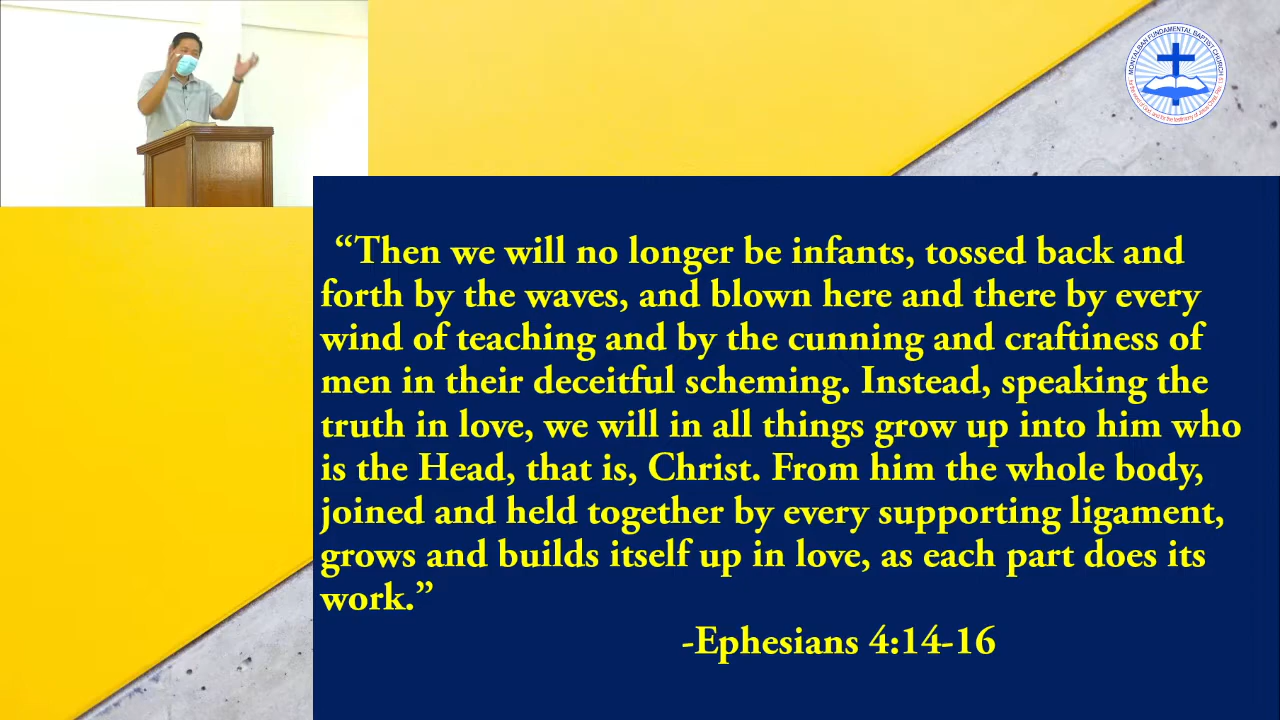 MONTALBAN FUNDAMENTAL BAPTIST CHURCH
“Then we will no longer be infants, tossed back and
forth by the waves, and blown here and there by every
wind of teaching and by the cunning and craftiness of
men in their deceitful scheming. Instead, speaking the
truth in love, we will in all things grow up into him who
is the Head, that is, Christ. From him the whole body,
joined and held together by every supporting ligament,
grows and builds itself up in love, as each part does its
work.”
-Ephesians 4:14-16